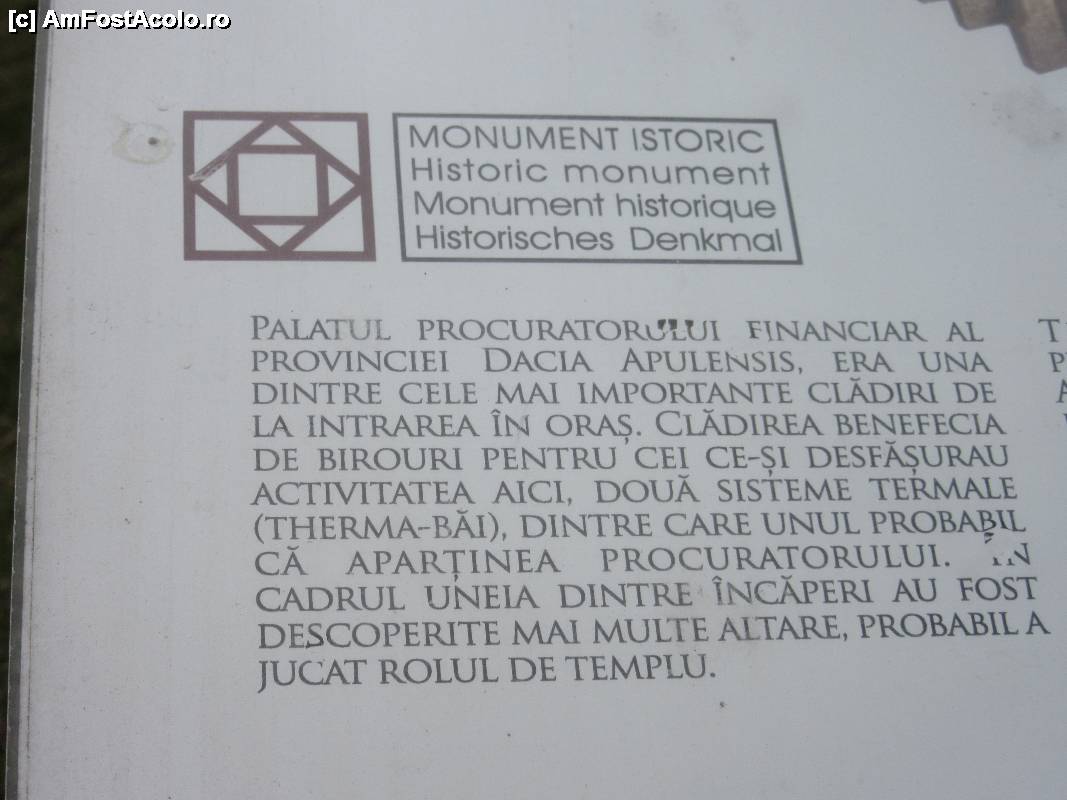 [c] AmFostAcolo.ro
MONUMENT ISTORIC
Historic monument
Monument historique
Historisches Denkmal
PALATUL PROCURATORULUI FINANCIAR AL
PROVINCIEI DACIA APULENSIS, ERA UNA
DINTRE CELE MAI IMPORTANTE CLĂDIRI DE
LA INTRAREA ÎN ORAȘ. CLĂDIREA BENEFECIA
DE BIROURI PENTRU CEI CE-ȘI DESFĂȘURAU
ACTIVITATEA AICI, DOUĂ SISTEME TERMALE
(THERMA-BĂI), DINTRE CARE UNUL PROBABIL
CĂ APARȚINEA PROCURATORULUI. ÎN
CADRUL UNEIA DINTRE ÎNCĂPERI AU FOST
DESCOPERITE MAI MULTE ALTARE, PROBABIL A
JUCAT ROLUL DE TEMPLU.